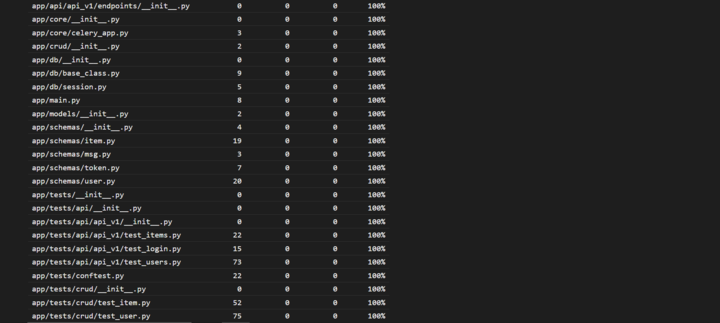 app/api/api_v1/endpoints/__init__.py 0 0 0 100%
app/core/__init__.py 0 0 0 100%
app/core/celery_app.py 3 0 0 100%
app/crud/__init__.py 2 0 0 100%
app/db/__init__.py 0 0 0 100%
app/db/base_class.py 9 0 0 100%
app/db/session.py 5 0 0 100%
app/main.py 8 0 0 100%
app/models/__init__.py 2 0 0 100%
app/schemas/__init__.py 4 0 0 100%
app/schemas/item.py 19 0 0 100%
app/schemas/msg.py 3 0 0 100%
app/schemas/token.py 7 0 0 100%
app/schemas/user.py 20 0 0 100%
app/tests/__init__.py 0 0 0 100%
app/tests/api/__init__.py 0 0 0 100%
app/tests/api/api_v1/__init__.py 0 0 0 100%
app/tests/api/api_v1/test_items.py 22 0 0 100%
app/tests/api/api_v1/test_login.py 15 0 0 100%
app/tests/api/api_v1/test_users.py 73 0 0 100%
app/tests/conftest.py 22 0 0 100%
app/tests/crud/__init__.py 0 0 0 100%
app/tests/crud/test_item.py 52 0 0 100%
app/tests/crud/test_user.py 75 0 0 100%